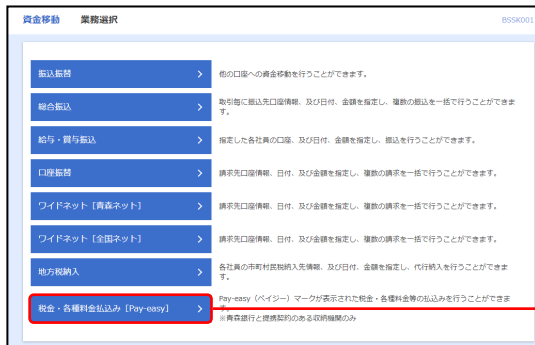 資金移動 業務選択 BSSK001
振込振替 他の口座への資金移動を行うことができます。
総合振込 取引毎に振込先口座情報、及び日付、金額を指定し、複数の振込を一括で行うことができま
す。
給与・賞与振込 指定した各社員の口座、及び日付、金額を指定し、振込を行うことができます。
口座振替 請求先口座情報、日付、及び金額を指定し、複数の請求を一括で行うことができます。
ワイドネット［青森ネット］ 請求先口座情報、日付、及び金額を指定し、複数の請求を一括で行うことができます。
ワイドネット［全国ネット］ 請求先口座情報、日付、及び金額を指定し、複数の請求を一括で行うことができます。
地方税納入 各社員の市町村民税納入先情報、及び日付、金額を指定し、代行納入を行うことができま
す。
税金・各種料金払込み［Pay-easy］ Pay-easy（ペイジー）マークが表示された税金・各種料金等の払込みを行うことができま
す。
※青森銀行と提携契約のある収納機関のみ